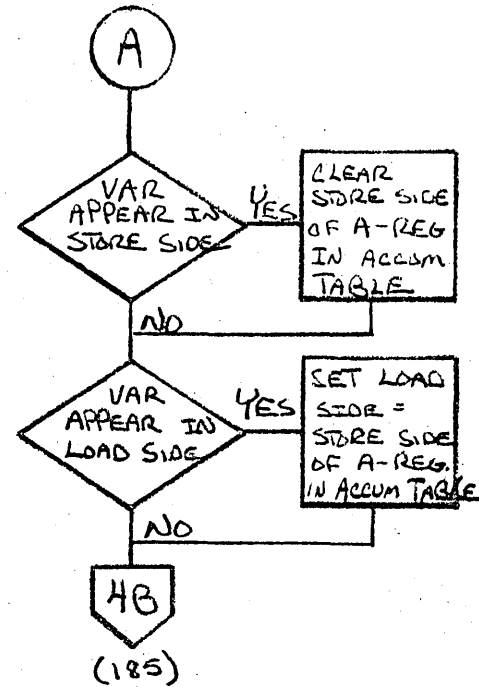 A
VAR
APPEAR IN
STORE SIDE
YES
CLEAR
STORE SIDE
OF A-REG
IN ACCUM
TABLE
NO
VAR
APPEAR IN
LOAD SIDE
YES
SET LOAD
SIDE =
STORE SIDE
OF A-REG.
IN ACCUM TABLE
NO
4B
(185)